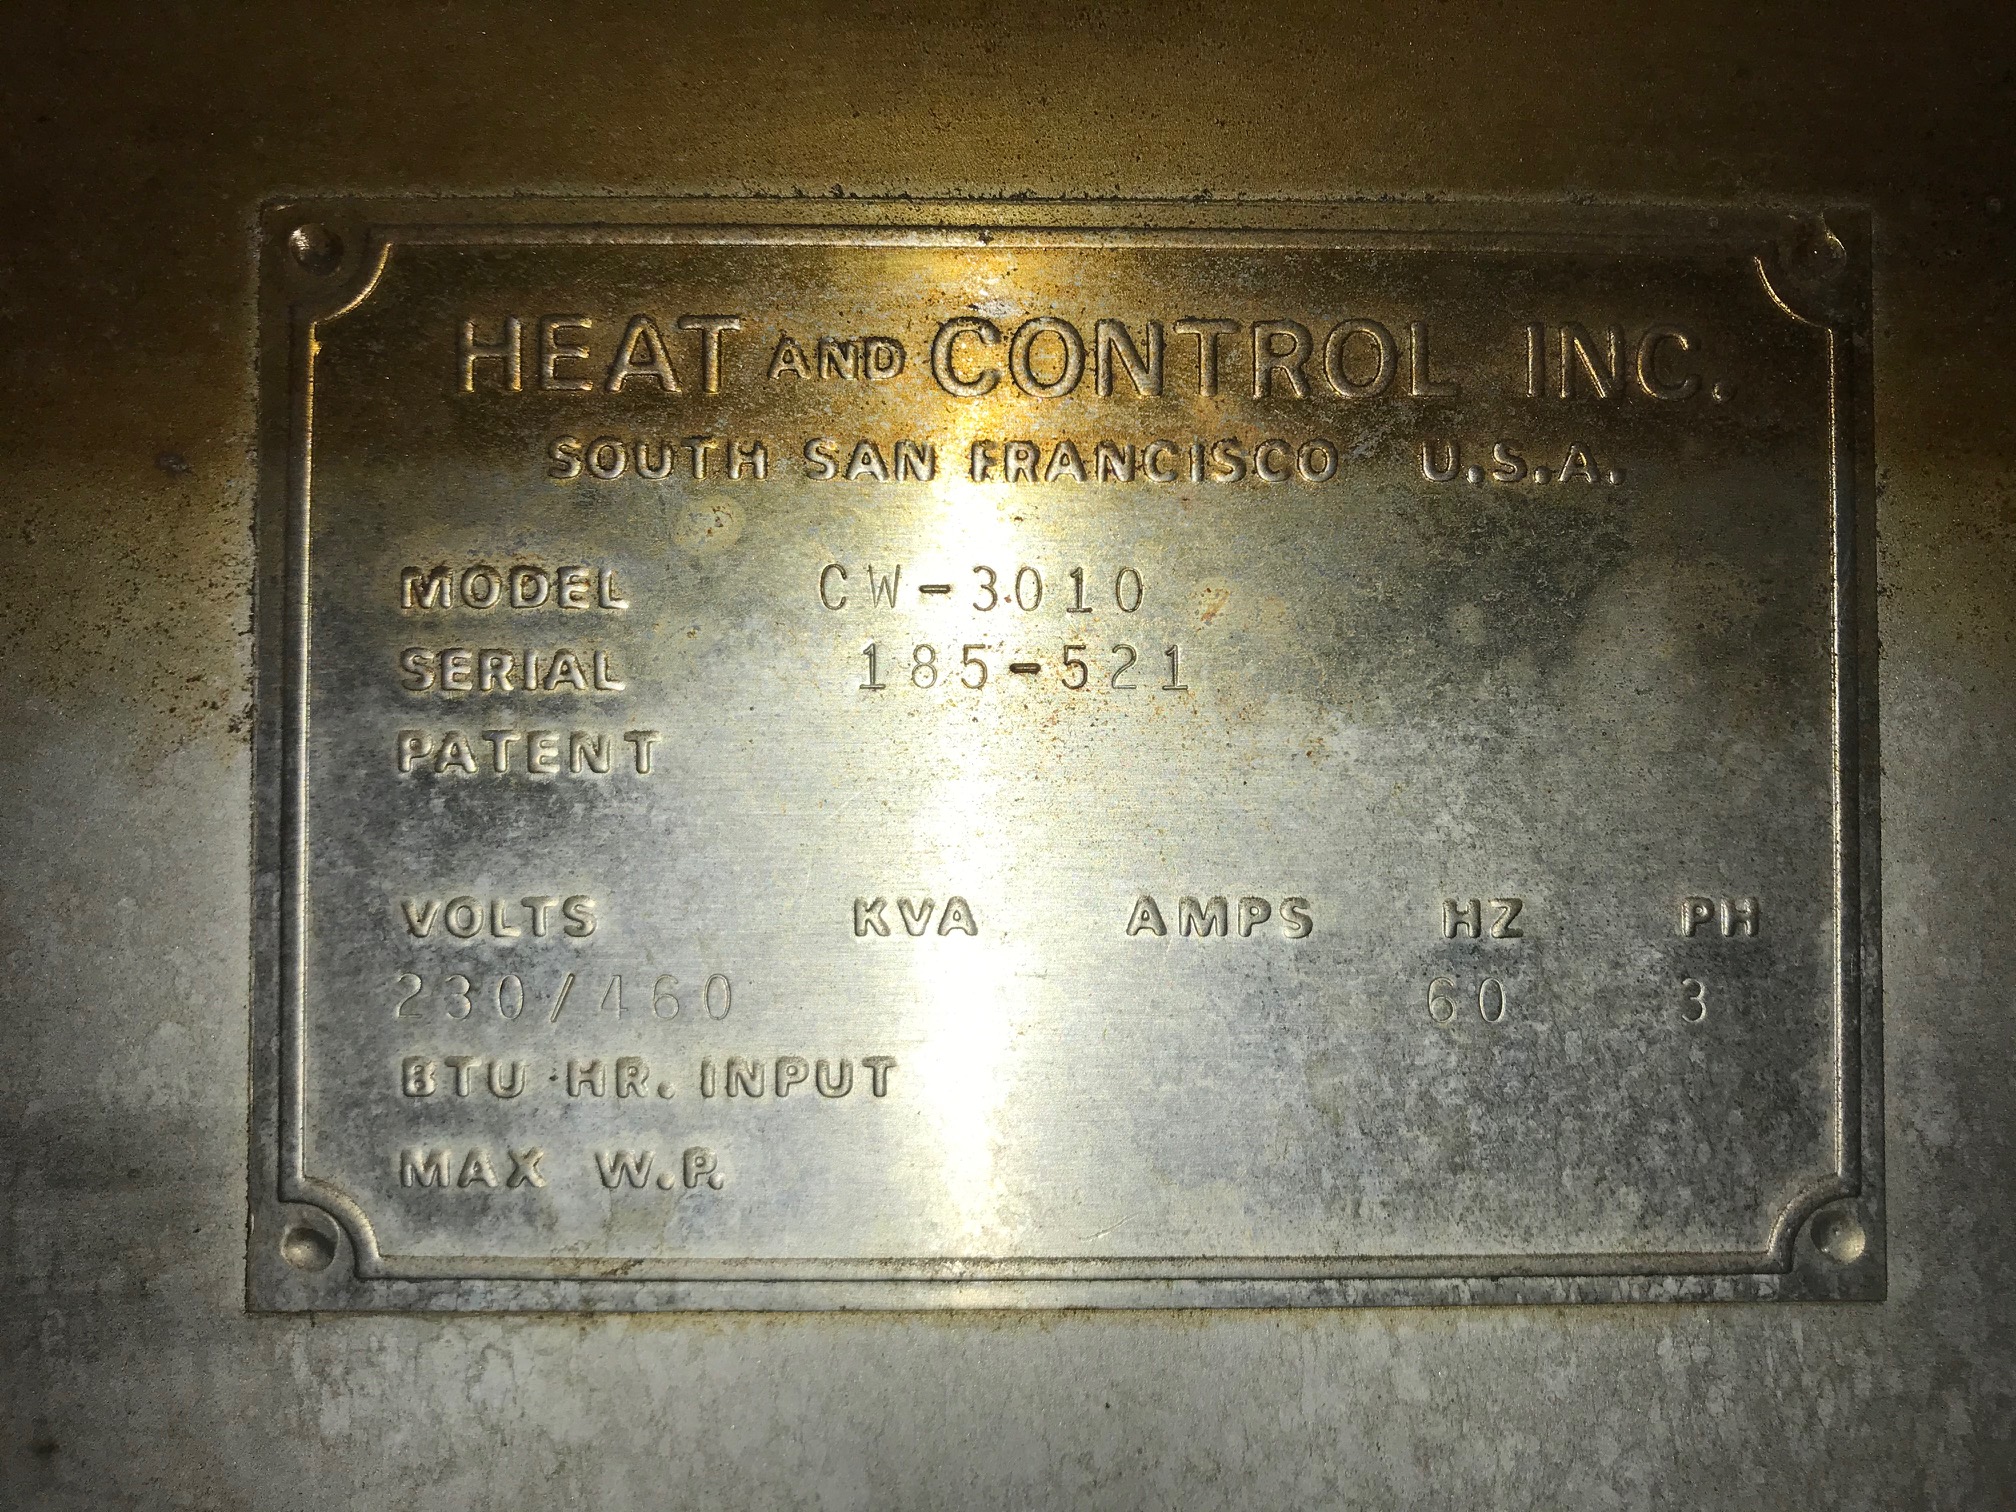 HEAT AND CONTROL INC.
SOUTH SAN FRANCISCO U.S.A.
MODEL CW-3010
SERIAL 185-521
PATENT
VOLTS KVA AMPS HZ PH
230/460 60 3
BTU HR. INPUT
MAX W.P.